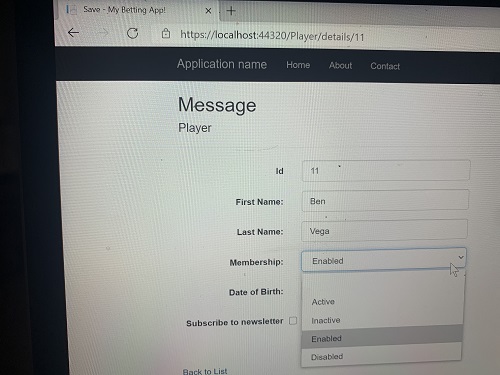 Save - My Betting App!
https://localhost:44320/Player/details/11
Application name Home About Contact
Message
Player
Id 11
First Name: Ben
Last Name: Vega
Membership: Enabled
Date of Birth:
Active
Subscribe to newsletter
Inactive
Enabled
Disabled
Back to List